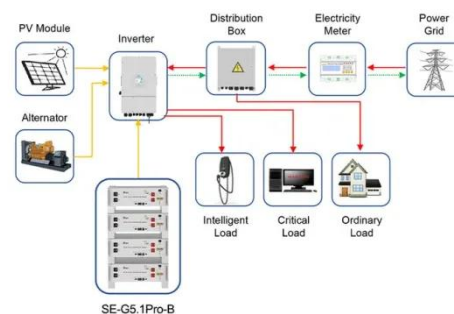 PV Module
Inverter
Distribution
Box
Electricity
Meter
Power
Grid
Alternator
Intelligent
Load
Critical
Load
Ordinary
Load
SE-G5.1Pro-B